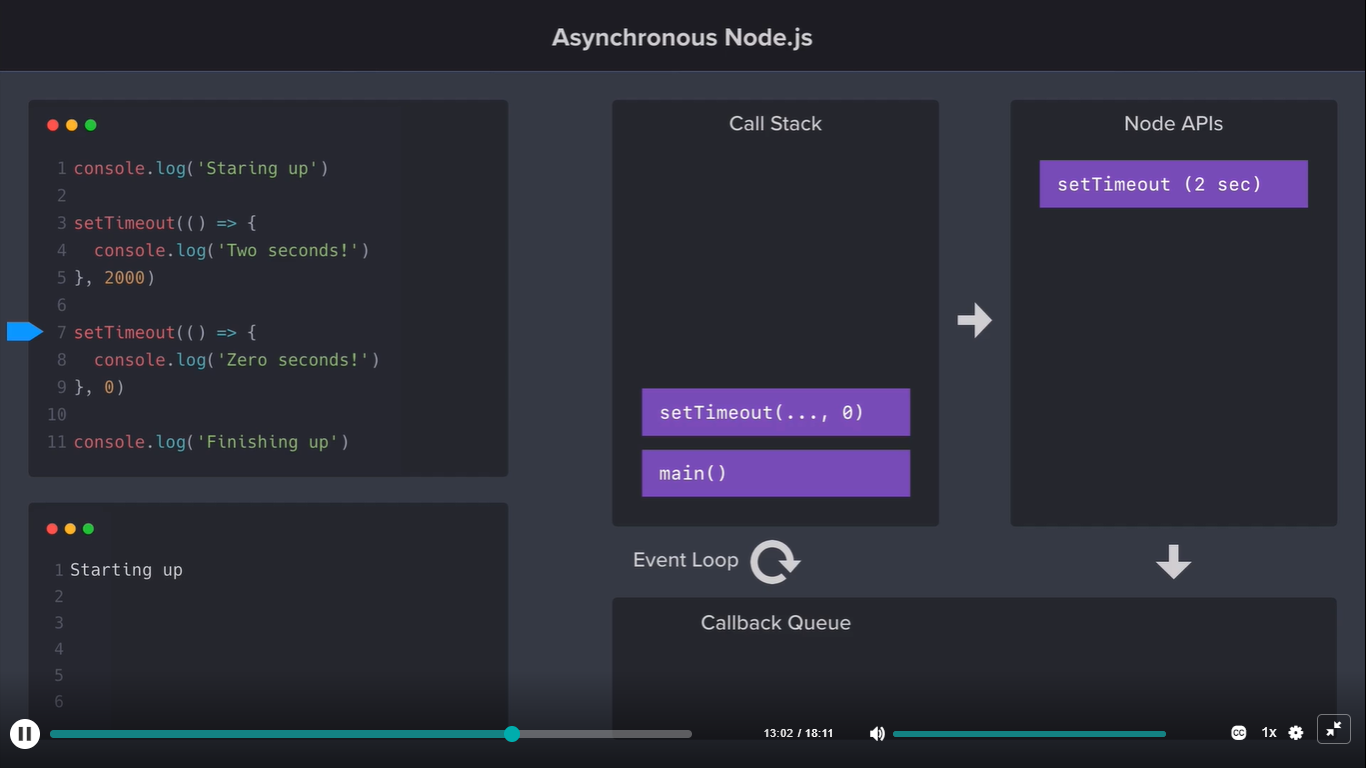 Asynchronous Node.js
1 console.log('Staring up')
2
3 setTimeout(() => {
4   console.log('Two seconds!')
5 }, 2000)
6
7 setTimeout(() => {
8   console.log('Zero seconds!')
9 }, 0)
10
11 console.log('Finishing up')
1 Starting up
2
3
4
5
6
Call Stack
setTimeout(..., 0)
main()
Node APIs
setTimeout (2 sec)
Event Loop
Callback Queue
13:02 / 18:11
CC
1x